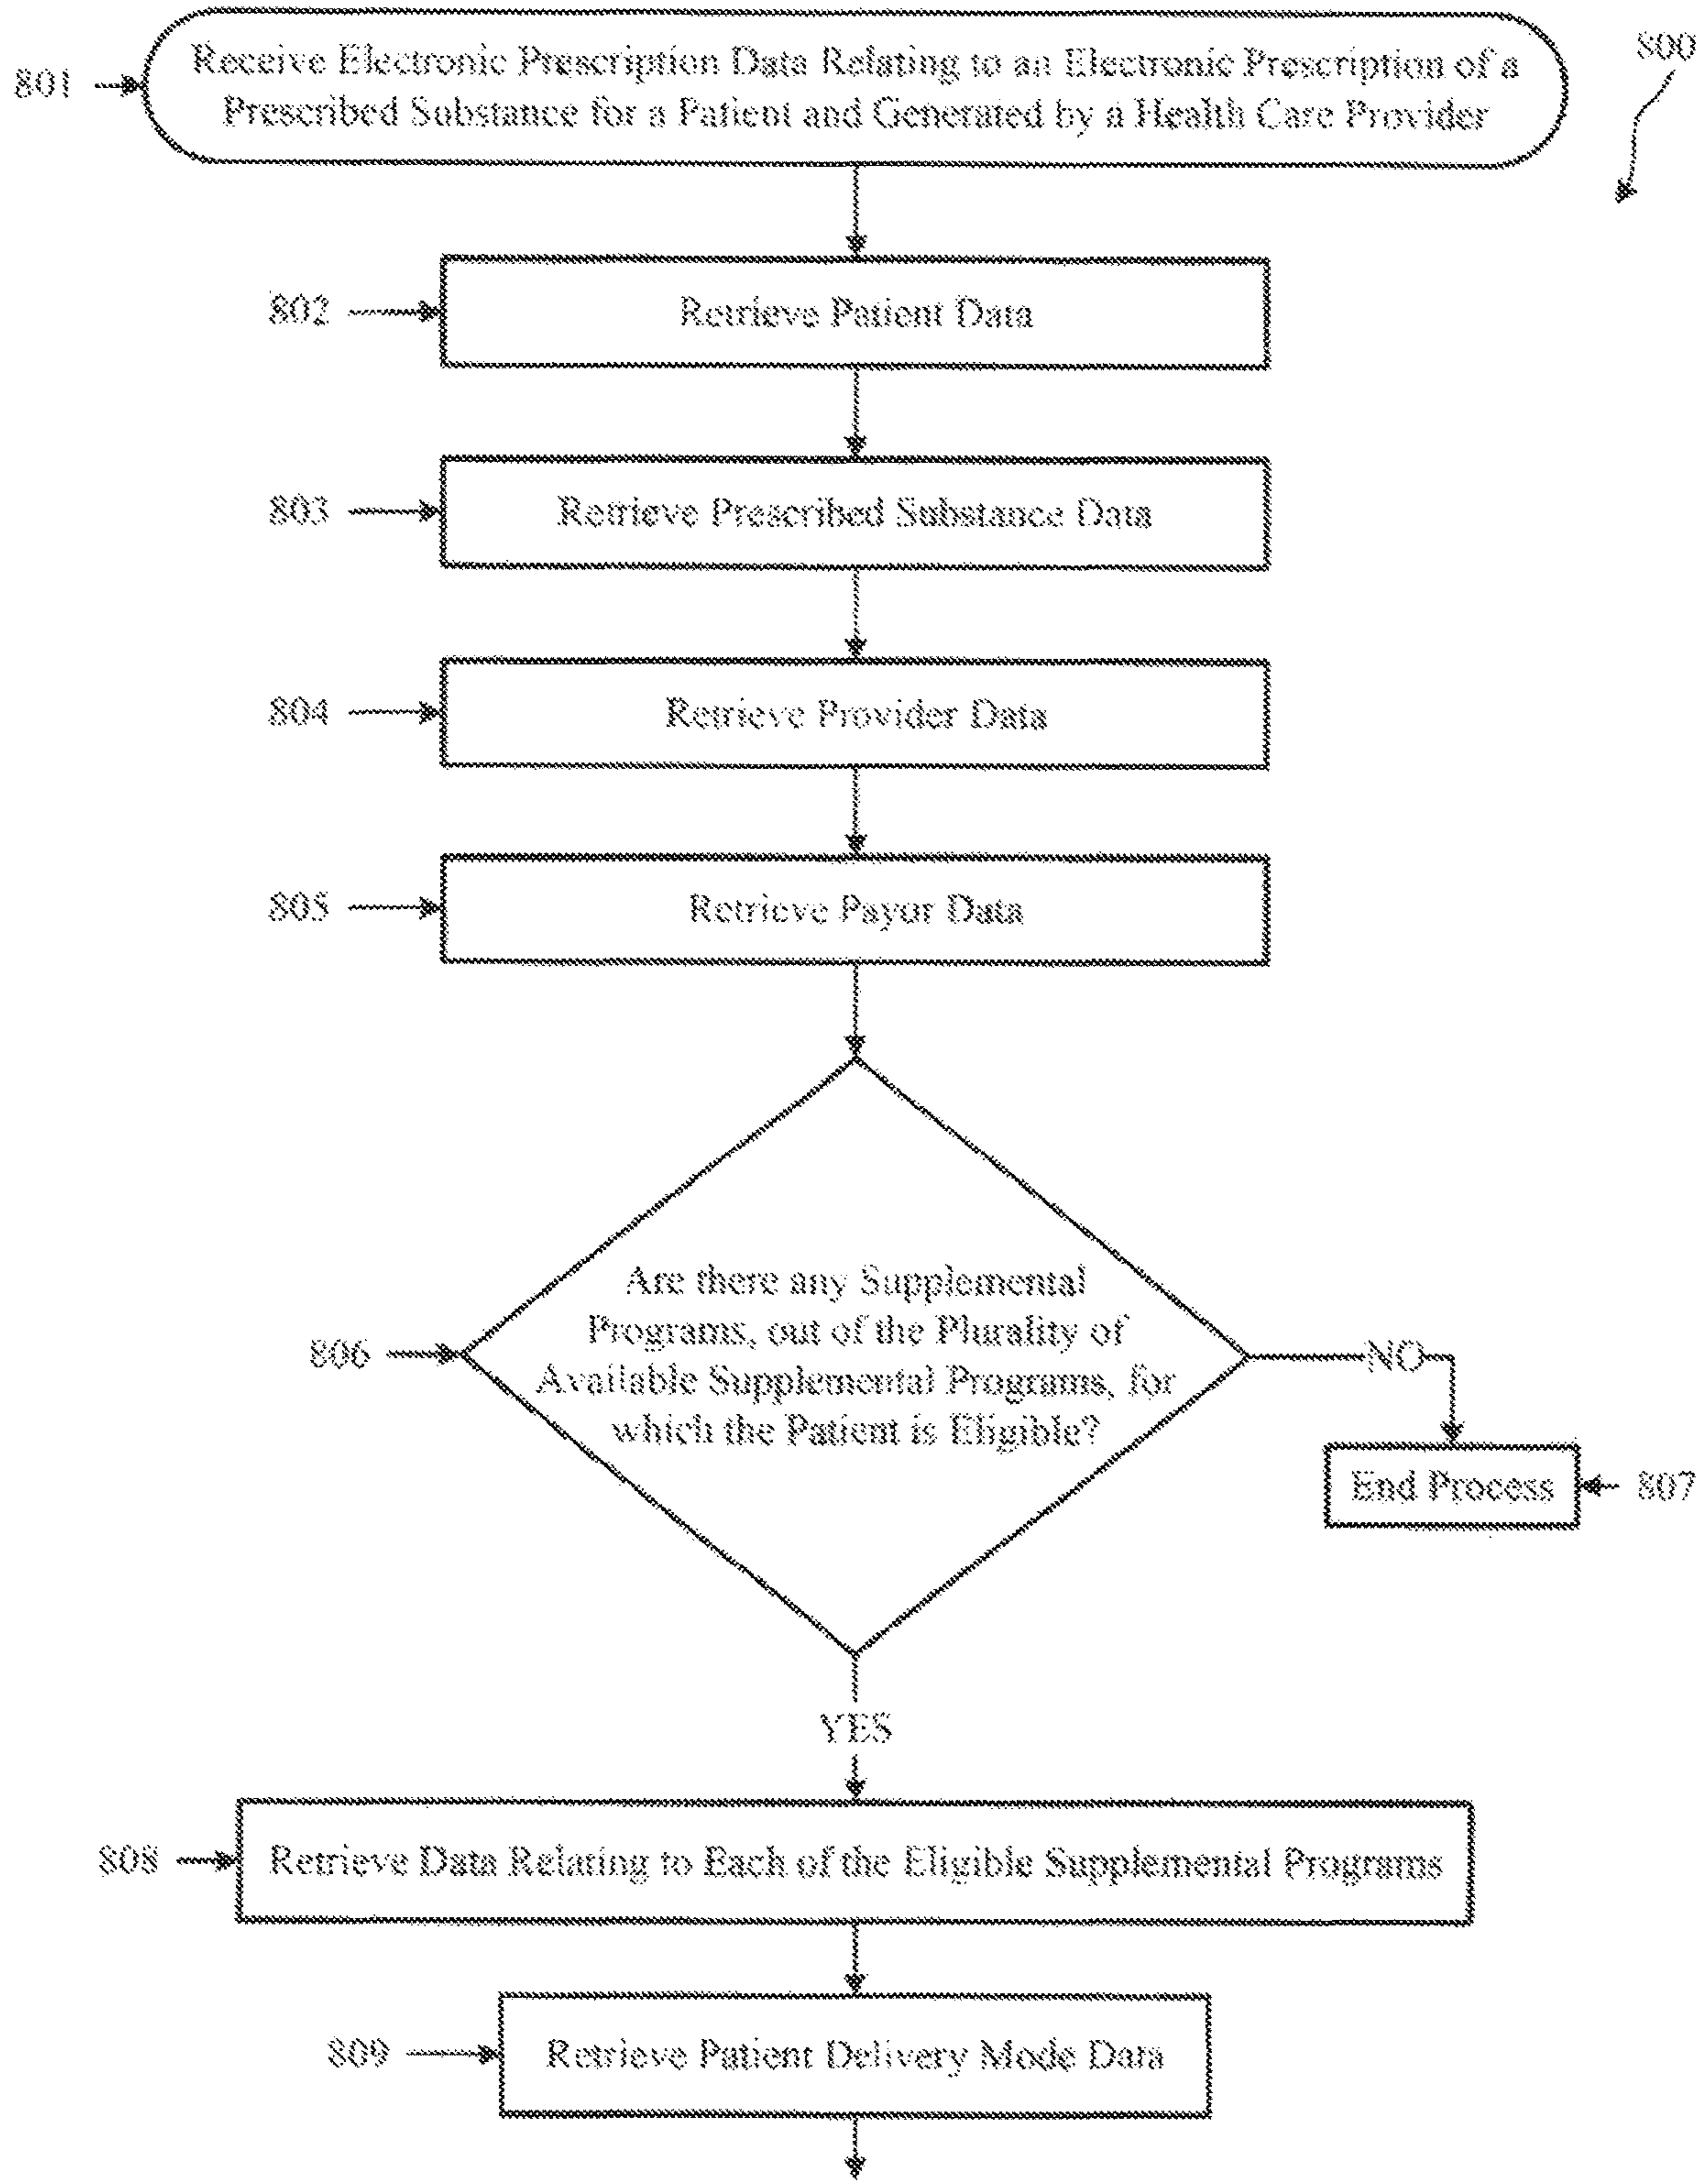 800
801
Receive Electronic Prescription Data Relating to an Electronic Prescription of a
Prescribed Substance for a Patient and Generated by a Health Care Provider
802
Retrieve Patient Data
803
Retrieve Prescribed Substance Data
804
Retrieve Provider Data
805
Retrieve Payor Data
806
Are there any Supplemental
Programs, out of the Plurality of
Available Supplemental Programs, for
which the Patient is Eligible?
NO
End Process
807
YES
808
Retrieve Data Relating to Each of the Eligible Supplemental Programs
809
Retrieve Patient Delivery Mode Data